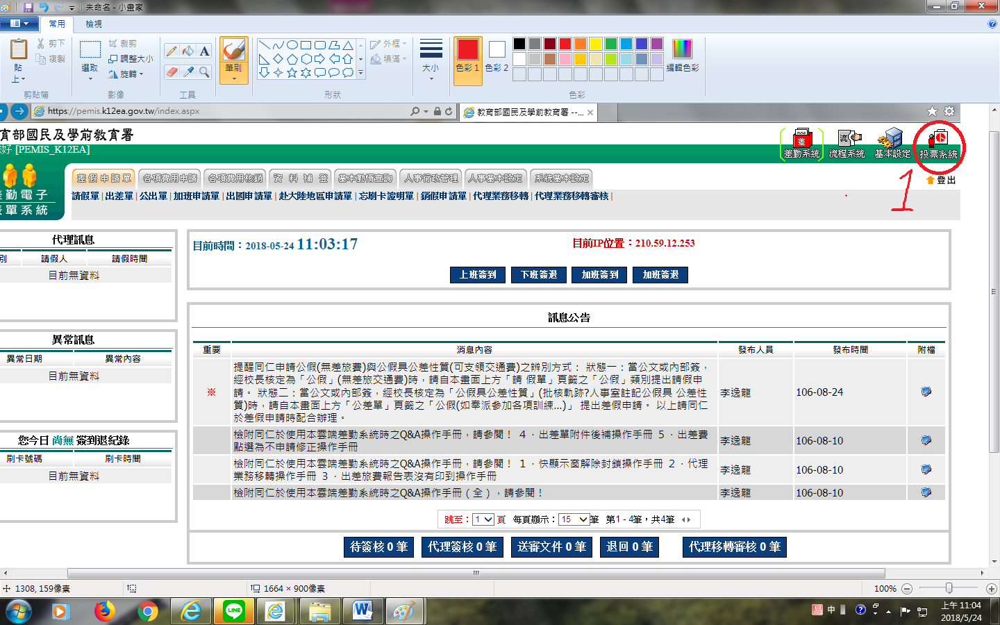 未命名 - 小畫家
常用
檢視
貼上
剪下
複製
剪貼簿
選取
裁剪
調整大小
旋轉
影像
A
工具
筆刷
外框
填滿
圖狀
大小
色彩 1
色彩 2
編輯色彩
色彩
https://pemis.k12ea.gov.tw/index.aspx
教育部國民及學前教育署 --...
育部國民及學前教育署
您好 [PEMIS_K12EA]
差勤系統
流程系統
基本設定
投票系統
登出
1
差勤電子
表單系統
差 假 申 請 單
各項費用申請
各項費用核銷
資 料 補 登
基本勤惰查詢
人事行政管理
人事基本設定
系統基本設定
請假單 | 出差單 | 公出單 | 加班申請單 | 出國申請單 | 赴大陸地區申請單 | 忘刷卡證明單 | 銷假申請單 | 代理業務移轉 | 代理業務移轉審核 |
代理訊息
別 請假人 請假時間
目前無資料
異常訊息
異常日期 異常內容
目前無資料
您今日 尚無 簽到退紀錄
刷卡號碼 刷卡時間
目前無資料
目前時間：2018-05-24 11:03:17
目前IP位置：210.59.12.253
上班簽到 下班簽退 加班簽到 加班簽退
訊息公告
重要 消息內容 發布人員 發布時間 附檔
提醒同仁申請公假(無差旅費)與公假具公差性質(可支領交通費)之辨別方式： 狀態一：當公文或內部簽，
經校長核定為「公假」(無差旅交通費)時，請自本畫面上方「請 假單」頁籤之「公假」類別提出請假申
請。 狀態二：當公文或內部簽，經校長核定為「公假具公差性質」(批核軌跡?人事室註記公假具 公差性
質)時，請自本畫面上方「公差單」頁籤之「公假(如奉派參加各項訓練...)」 提出差假申請。 以上請同仁
於差假申請時配合辦理。
※
李逸龍
106-08-24
檢附同仁於使用本雲端差勤系統時之Q&A操作手冊，請參閱！ ４．出差單附件後補操作手冊 ５．出差費
點選為不申請修正操作手冊
李逸龍
106-08-10
檢附同仁於使用本雲端差勤系統時之Q&A操作手冊，請參閱！ １．快顯示窗解除封鎖操作手冊 ２．代理
業務移轉操作手冊 ３．出差旅費報告表沒有印到操作手冊
李逸龍
106-08-10
檢附同仁於使用本雲端差勤系統時之Q&A操作手冊（全），請參閱！
李逸龍
106-08-10
跳至：1 頁 每頁顯示：15 筆 第1 - 4筆，共4筆
待簽核 0 筆 代理簽核 0 筆 送審文件 0 筆 退回 0 筆 代理移轉審核 0 筆
1308, 159像素
1664 × 900像素
100%
LINE
易
中
上午 11:04
2018/5/24